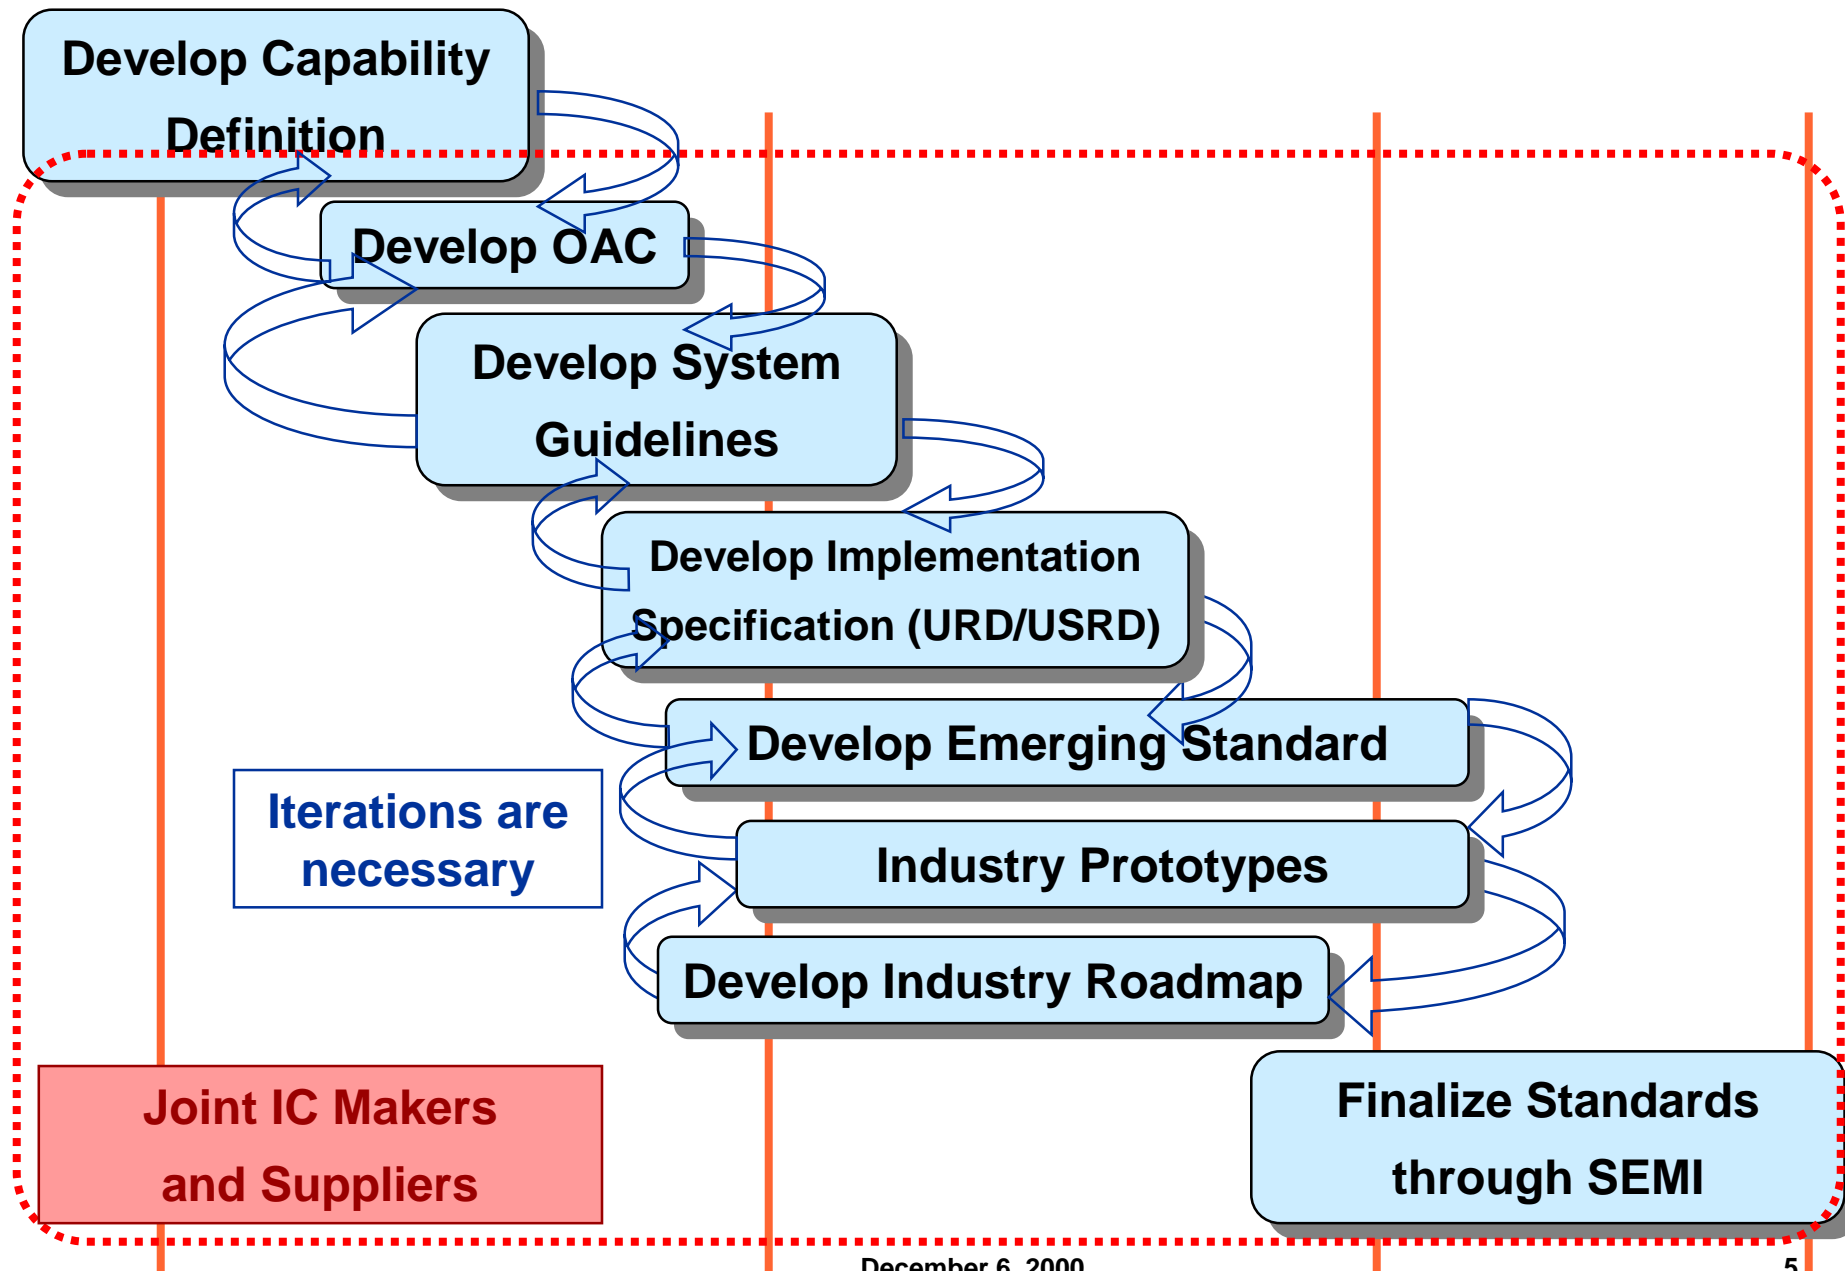 Develop Capability
Definition
Develop OAC
Develop System
Guidelines
Develop Implementation
Specification (URD/USRD)
Develop Emerging Standard
Iterations are
necessary
Industry Prototypes
Develop Industry Roadmap
Joint IC Makers
and Suppliers
Finalize Standards
through SEMI
December 6, 2000
5